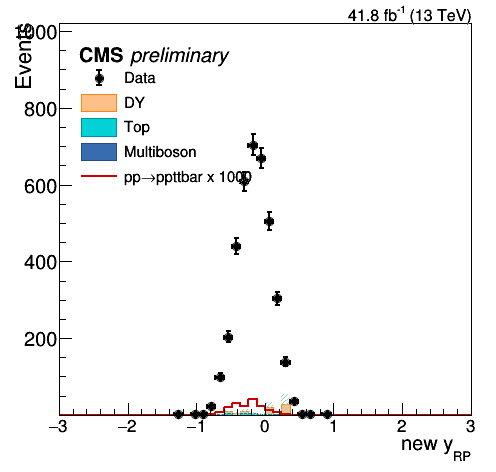 41.8 fb⁻¹ (13 TeV)
Events
1000
CMS preliminary
Data
DY
Top
Multiboson
pp→ppttbar x 1000
800
600
400
200
−3 −2 −1 0 1 2 3
new y_RP